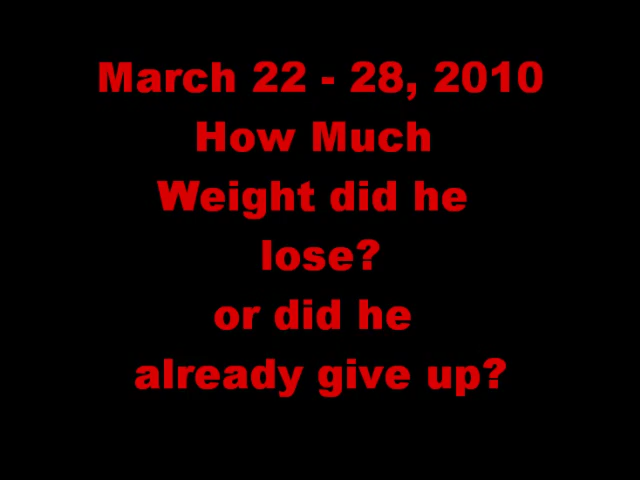 March 22 - 28, 2010
How Much
Weight did he
lose?
or did he
already give up?